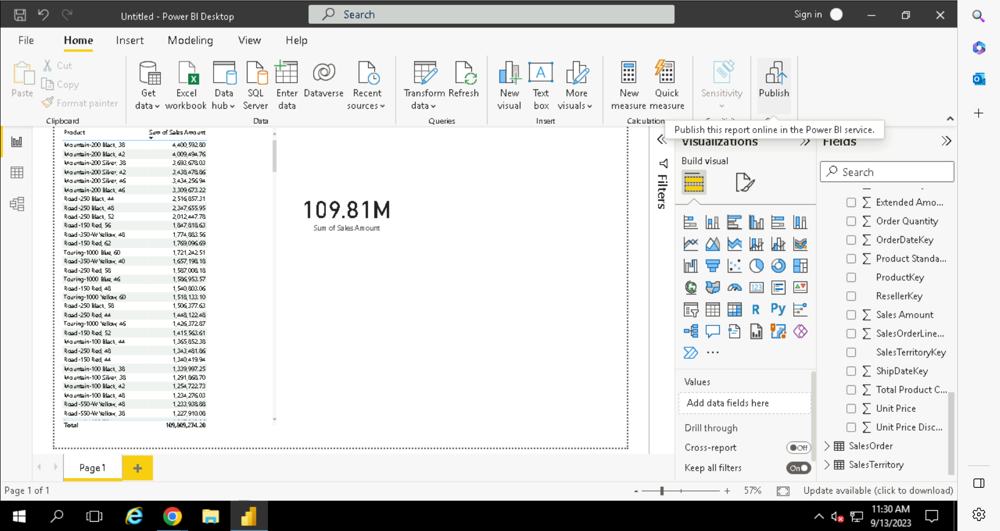 Untitled - Power BI Desktop
Search
Sign in
File Home Insert Modeling View Help
Paste
Cut
Copy
Format painter
Clipboard
Get data
Excel workbook
Data hub
SQL Server
Enter data
Dataverse
Recent sources
Data
Transform data
Refresh
Queries
New visual
Text box
More visuals
Insert
New measure
Quick measure
Sensitivity
Publish
Publish this report online in the Power BI service.
Product Sum of Sales Amount
Mountain-200 Black, 38 4,400,592.80
Mountain-200 Black, 42 4,009,494.76
Mountain-200 Silver, 38 3,693,678.03
Mountain-200 Silver, 42 3,438,478.86
Mountain-200 Silver, 46 3,434,256.94
Mountain-200 Black, 46 3,309,673.22
Road-250 Black, 44 2,516,857.31
Road-250 Black, 48 2,347,655.95
Road-250 Black, 52 2,012,447.78
Road-150 Red, 56 1,847,818.63
Road-350-W Yellow, 48 1,774,883.56
Road-150 Red, 62 1,769,096.69
Touring-1000 Blue, 60 1,721,242.51
Road-350-W Yellow, 40 1,657,198.18
Road-250 Red, 58 1,587,008.18
Touring-1000 Blue, 46 1,586,953.57
Road-150 Red, 48 1,540,803.06
Touring-1000 Yellow, 60 1,518,133.10
Road-250 Black, 58 1,506,377.63
Road-250 Red, 44 1,448,122.48
Touring-1000 Yellow, 46 1,426,372.87
Road-150 Red, 52 1,415,563.61
Mountain-100 Black, 44 1,365,852.38
Road-250 Red, 48 1,343,481.86
Road-150 Red, 44 1,340,419.94
Mountain-100 Black, 38 1,339,997.25
Mountain-100 Silver, 38 1,291,868.70
Mountain-100 Black, 42 1,254,722.73
Mountain-100 Black, 48 1,234,276.03
Road-550-W Yellow, 48 1,233,938.88
Road-550-W Yellow, 38 1,227,910.08
Total 109,809,274.20
109.81M
Sum of Sales Amount
Filters
Visualizations
Build visual
123
R
Py
Values
Add data fields here
Drill through
Cross-report Off
Keep all filters On
Fields
Search
Extended Amo...
Order Quantity
OrderDateKey
Product Standa...
ProductKey
ResellerKey
Sales Amount
SalesOrderLine...
SalesTerritoryKey
ShipDateKey
Total Product C...
Unit Price
Unit Price Disc...
SalesOrder
SalesTerritory
Page 1
Page 1 of 1
57%
Update available (click to download)
11:30 AM
9/13/2023